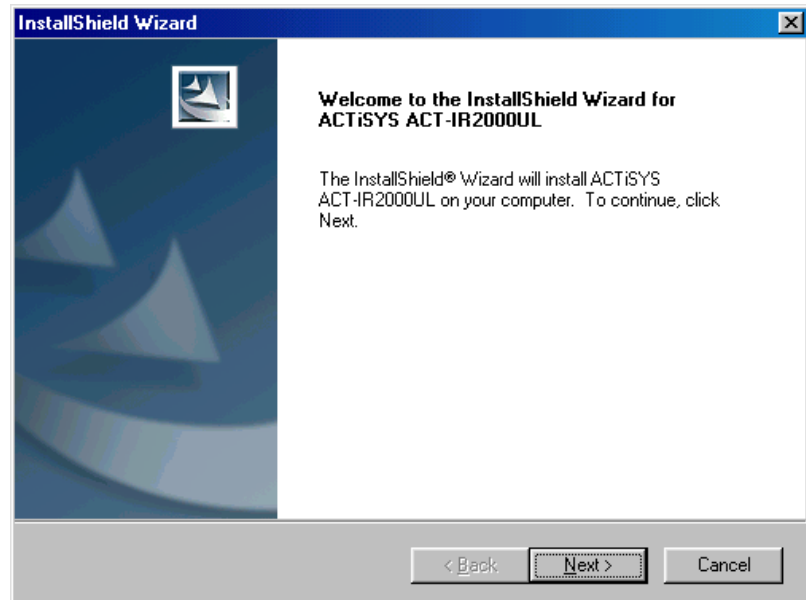 InstallShield Wizard
Welcome to the InstallShield Wizard for
ACTiSYS ACT-IR2000UL
The InstallShield® Wizard will install ACTiSYS
ACT-IR2000UL on your computer. To continue, click
Next.
< Back
Next >
Cancel